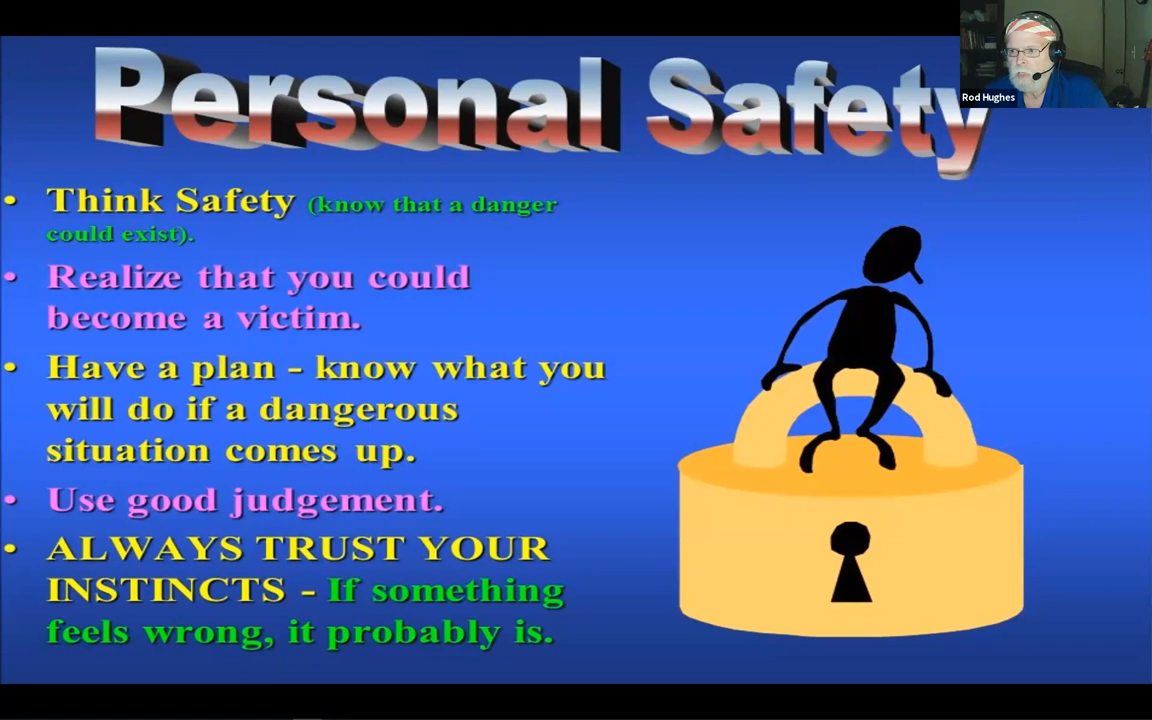 Personal Safety
Rod Hughes
• Think Safety (know that a danger
could exist).
• Realize that you could
become a victim.
• Have a plan - know what you
will do if a dangerous
situation comes up.
• Use good judgement.
• ALWAYS TRUST YOUR
INSTINCTS - If something
feels wrong, it probably is.